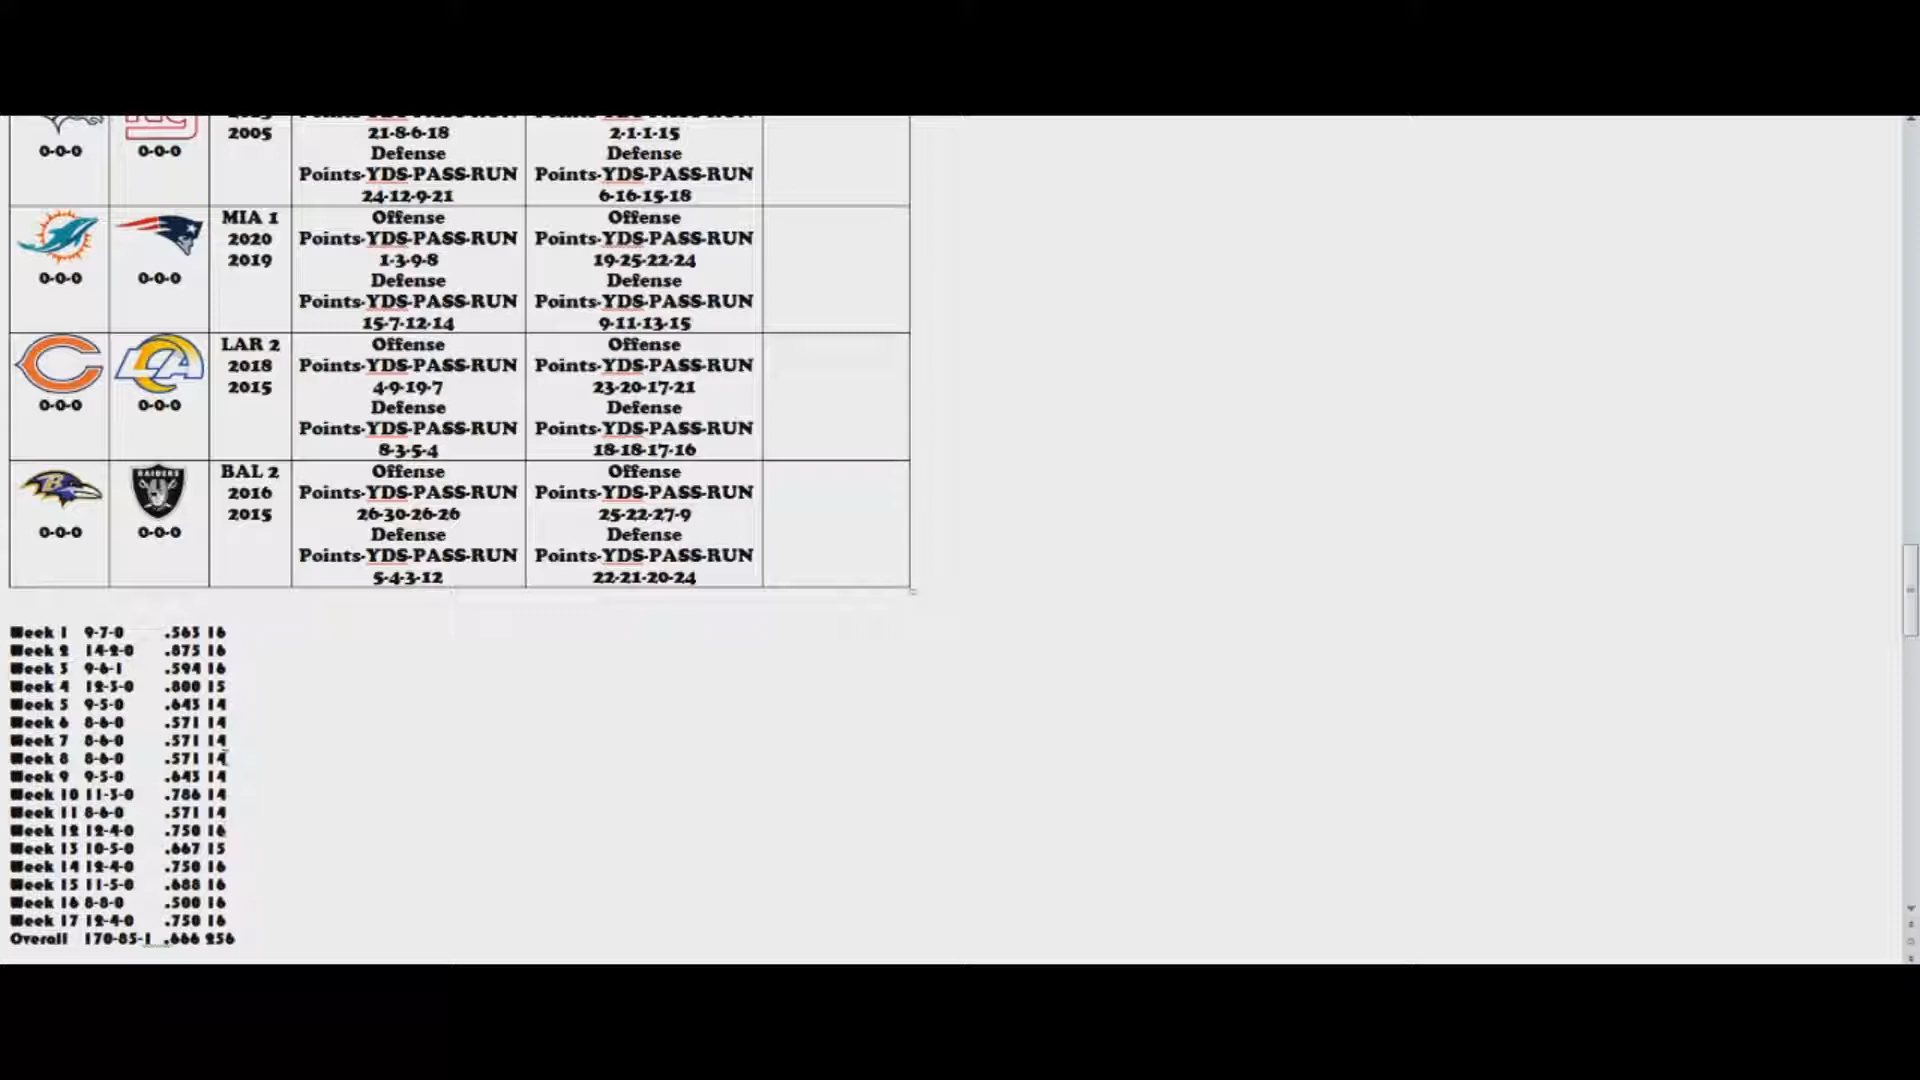 2005
21-8-6-18
2-1-1-15
0-0-0
0-0-0
Defense
Defense
Points-YDS-PASS-RUN
Points-YDS-PASS-RUN
24-12-9-21
6-16-15-18
MIA 1
Offense
Offense
2020
Points-YDS-PASS-RUN
Points-YDS-PASS-RUN
2019
1-3-9-8
19-25-22-24
0-0-0
0-0-0
Defense
Defense
Points-YDS-PASS-RUN
Points-YDS-PASS-RUN
15-7-12-14
9-11-13-15
LA
LAR 2
Offense
Offense
2018
Points-YDS-PASS-RUN
Points-YDS-PASS-RUN
2015
4-9-19-7
23-20-17-21
0-0-0
0-0-0
Defense
Defense
Points-YDS-PASS-RUN
Points-YDS-PASS-RUN
8-3-5-4
18-18-17-16
B
RAIDERS
BAL 2
Offense
Offense
2016
Points-YDS-PASS-RUN
Points-YDS-PASS-RUN
2015
26-30-26-26
25-22-27-9
0-0-0
0-0-0
Defense
Defense
Points-YDS-PASS-RUN
Points-YDS-PASS-RUN
5-4-3-12
22-21-20-24
Week 1 9-7-0 .563 16
Week 2 14-2-0 .875 16
Week 3 9-6-1 .594 16
Week 4 12-3-0 .800 15
Week 5 9-5-0 .643 14
Week 6 8-6-0 .571 14
Week 7 8-6-0 .571 14
Week 8 8-6-0 .571 14
Week 9 9-5-0 .643 14
Week 10 11-3-0 .786 14
Week 11 8-6-0 .571 14
Week 12 12-4-0 .750 16
Week 13 10-5-0 .667 15
Week 14 12-4-0 .750 16
Week 15 11-5-0 .688 16
Week 16 8-8-0 .500 16
Week 17 12-4-0 .750 16
Overall 170-85-1 .666 256